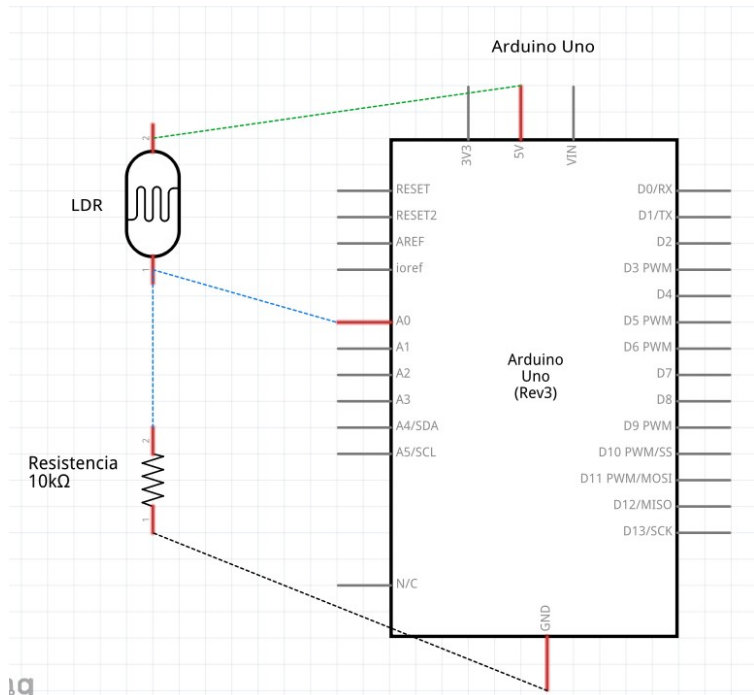 Arduino Uno
3V3
5V
VIN
2
LDR
1
RESET
RESET2
AREF
ioref
A0
A1
A2
A3
A4/SDA
A5/SCL
N/C
Arduino
Uno
(Rev3)
D0/RX
D1/TX
D2
D3 PWM
D4
D5 PWM
D6 PWM
D7
D8
D9 PWM
D10 PWM/SS
D11 PWM/MOSI
D12/MISO
D13/SCK
2
Resistencia
10kΩ
1
GND